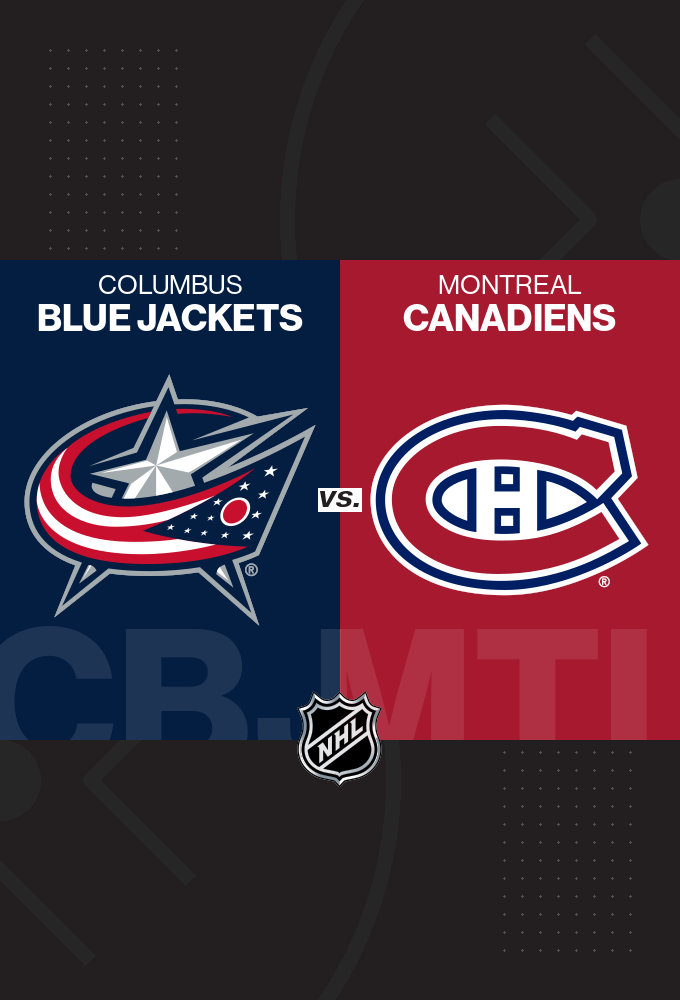 COLUMBUS
BLUE JACKETS
MONTREAL
CANADIENS
VS.
®
®
CBJ
MTL
NHL